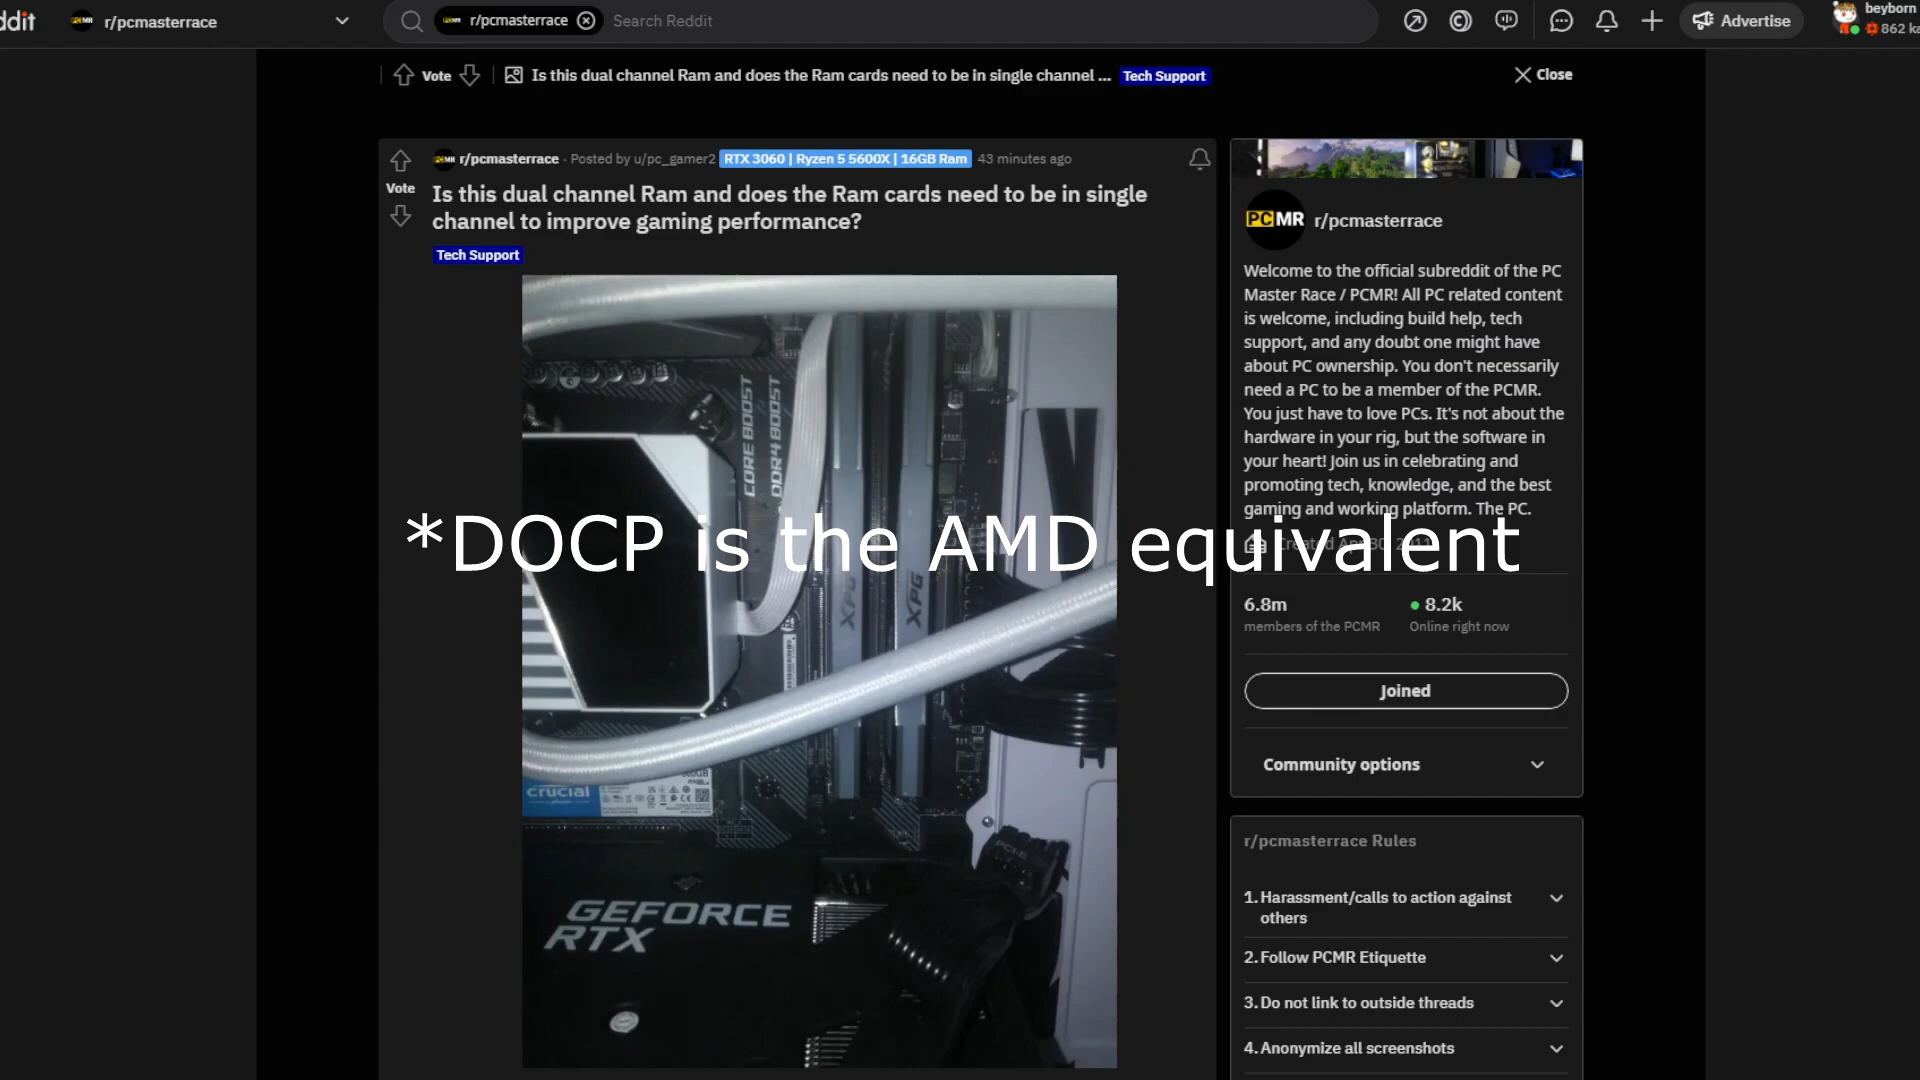 ddit
r/pcmasterrace
r/pcmasterrace
Search Reddit
Advertise
beyborn
862 ka
Vote
Is this dual channel Ram and does the Ram cards need to be in single channel ...
Tech Support
Close
r/pcmasterrace · Posted by u/pc_gamer2 RTX 3060 | Ryzen 5 5600X | 16GB Ram 43 minutes ago
Vote
Is this dual channel Ram and does the Ram cards need to be in single
channel to improve gaming performance?
Tech Support
CORE BOOST
DDR4 BOOST
XPG
XPG
crucial
PCI-E
GEFORCE
RTX
*DOCP is the AMD equivalent
PCMR
r/pcmasterrace
Welcome to the official subreddit of the PC
Master Race / PCMR! All PC related content
is welcome, including build help, tech
support, and any doubt one might have
about PC ownership. You don't necessarily
need a PC to be a member of the PCMR.
You just have to love PCs. It's not about the
hardware in your rig, but the software in
your heart! Join us in celebrating and
promoting tech, knowledge, and the best
gaming and working platform. The PC.
Created Apr 30, 2011
6.8m
members of the PCMR
8.2k
Online right now
Joined
Community options
r/pcmasterrace Rules
1. Harassment/calls to action against
others
2. Follow PCMR Etiquette
3. Do not link to outside threads
4. Anonymize all screenshots